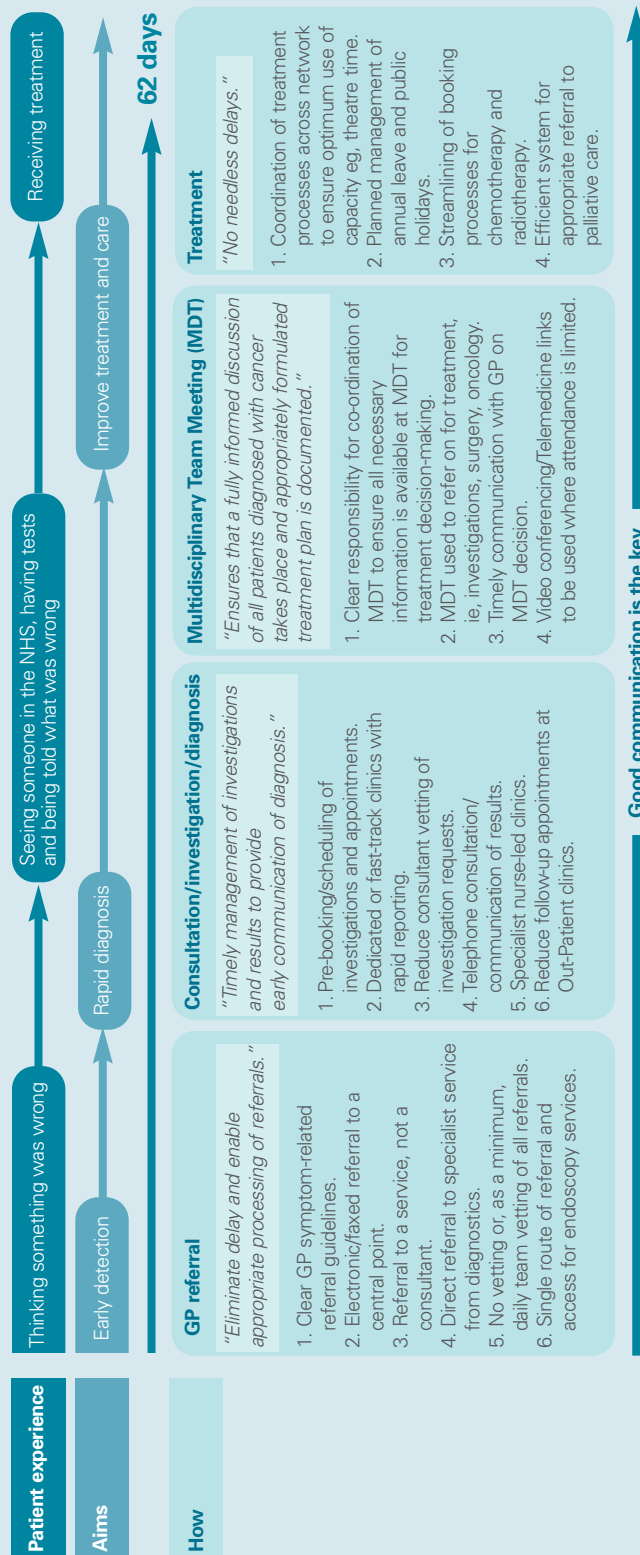 Patient experience
Thinking something was wrong
Seeing someone in the NHS, having tests
and being told what was wrong
Receiving treatment
Aims
Early detection
Rapid diagnosis
Improve treatment and care
62 days
How
GP referral
"Eliminate delay and enable
appropriate processing of referrals."
1. Clear GP symptom-related
referral guidelines.
2. Electronic/faxed referral to a
central point.
3. Referral to a service, not a
consultant.
4. Direct referral to specialist service
from diagnostics.
5. No vetting or, as a minimum,
daily team vetting of all referrals.
6. Single route of referral and
access for endoscopy services.
Consultation/investigation/diagnosis
"Timely management of investigations
and results to provide
early communication of diagnosis."
1. Pre-booking/scheduling of
investigations and appointments.
2. Dedicated or fast-track clinics with
rapid reporting.
3. Reduce consultant vetting of
investigation requests.
4. Telephone consultation/
communication of results.
5. Specialist nurse-led clinics.
6. Reduce follow-up appointments at
Out-Patient clinics.
Multidisciplinary Team Meeting (MDT)
"Ensures that a fully informed discussion
of all patients diagnosed with cancer
takes place and appropriately formulated
treatment plan is documented."
1. Clear responsibility for co-ordination of
MDT to ensure all necessary
information is available at MDT for
treatment decision-making.
2. MDT used to refer on for treatment,
ie, investigations, surgery, oncology.
3. Timely communication with GP on
MDT decision.
4. Video conferencing/Telemedicine links
to be used where attendance is limited.
Treatment
"No needless delays."
1. Coordination of treatment
processes across network
to ensure optimum use of
capacity eg, theatre time.
2. Planned management of
annual leave and public
holidays.
3. Streamlining of booking
processes for
chemotherapy and
radiotherapy.
4. Efficient system for
appropriate referral to
palliative care.
Good communication is the key